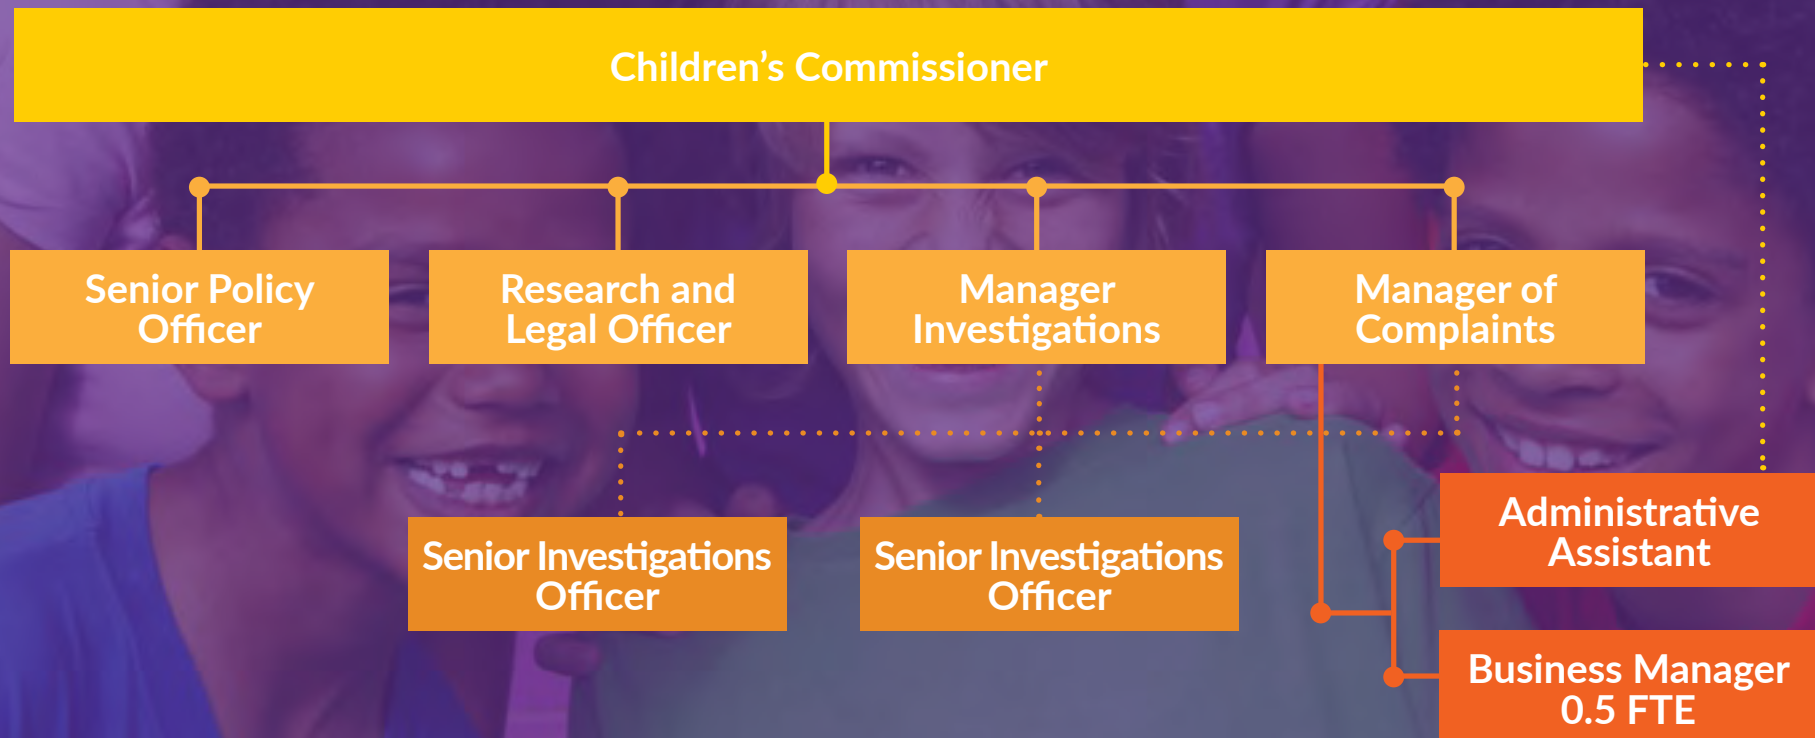 Children’s Commissioner
Senior Policy
Officer
Research and
Legal Officer
Manager
Investigations
Manager of
Complaints
Senior Investigations
Officer
Senior Investigations
Officer
Administrative
Assistant
Business Manager
0.5 FTE